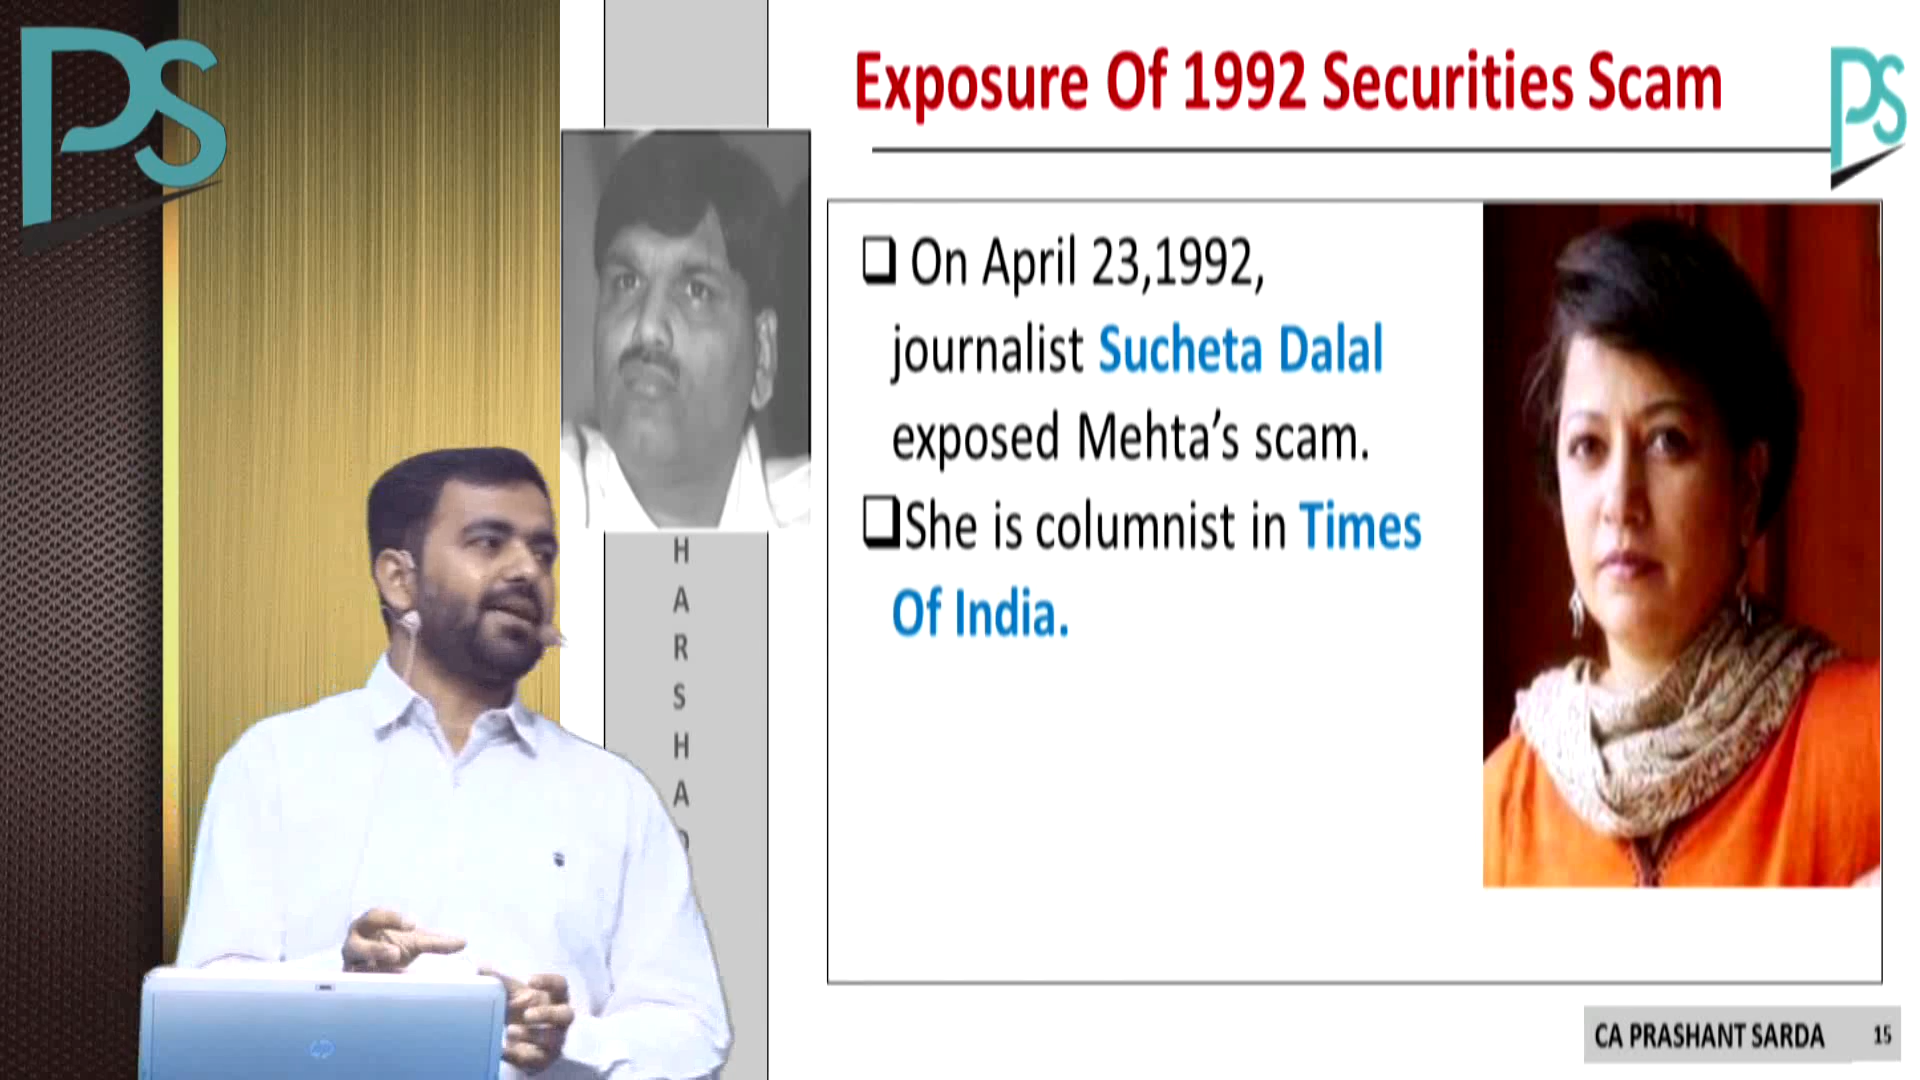 PS
Exposure Of 1992 Securities Scam
PS
On April 23,1992,
journalist Sucheta Dalal
exposed Mehta’s scam.
She is columnist in Times
Of India.
H
A
R
S
H
A
hp
CA PRASHANT SARDA 15